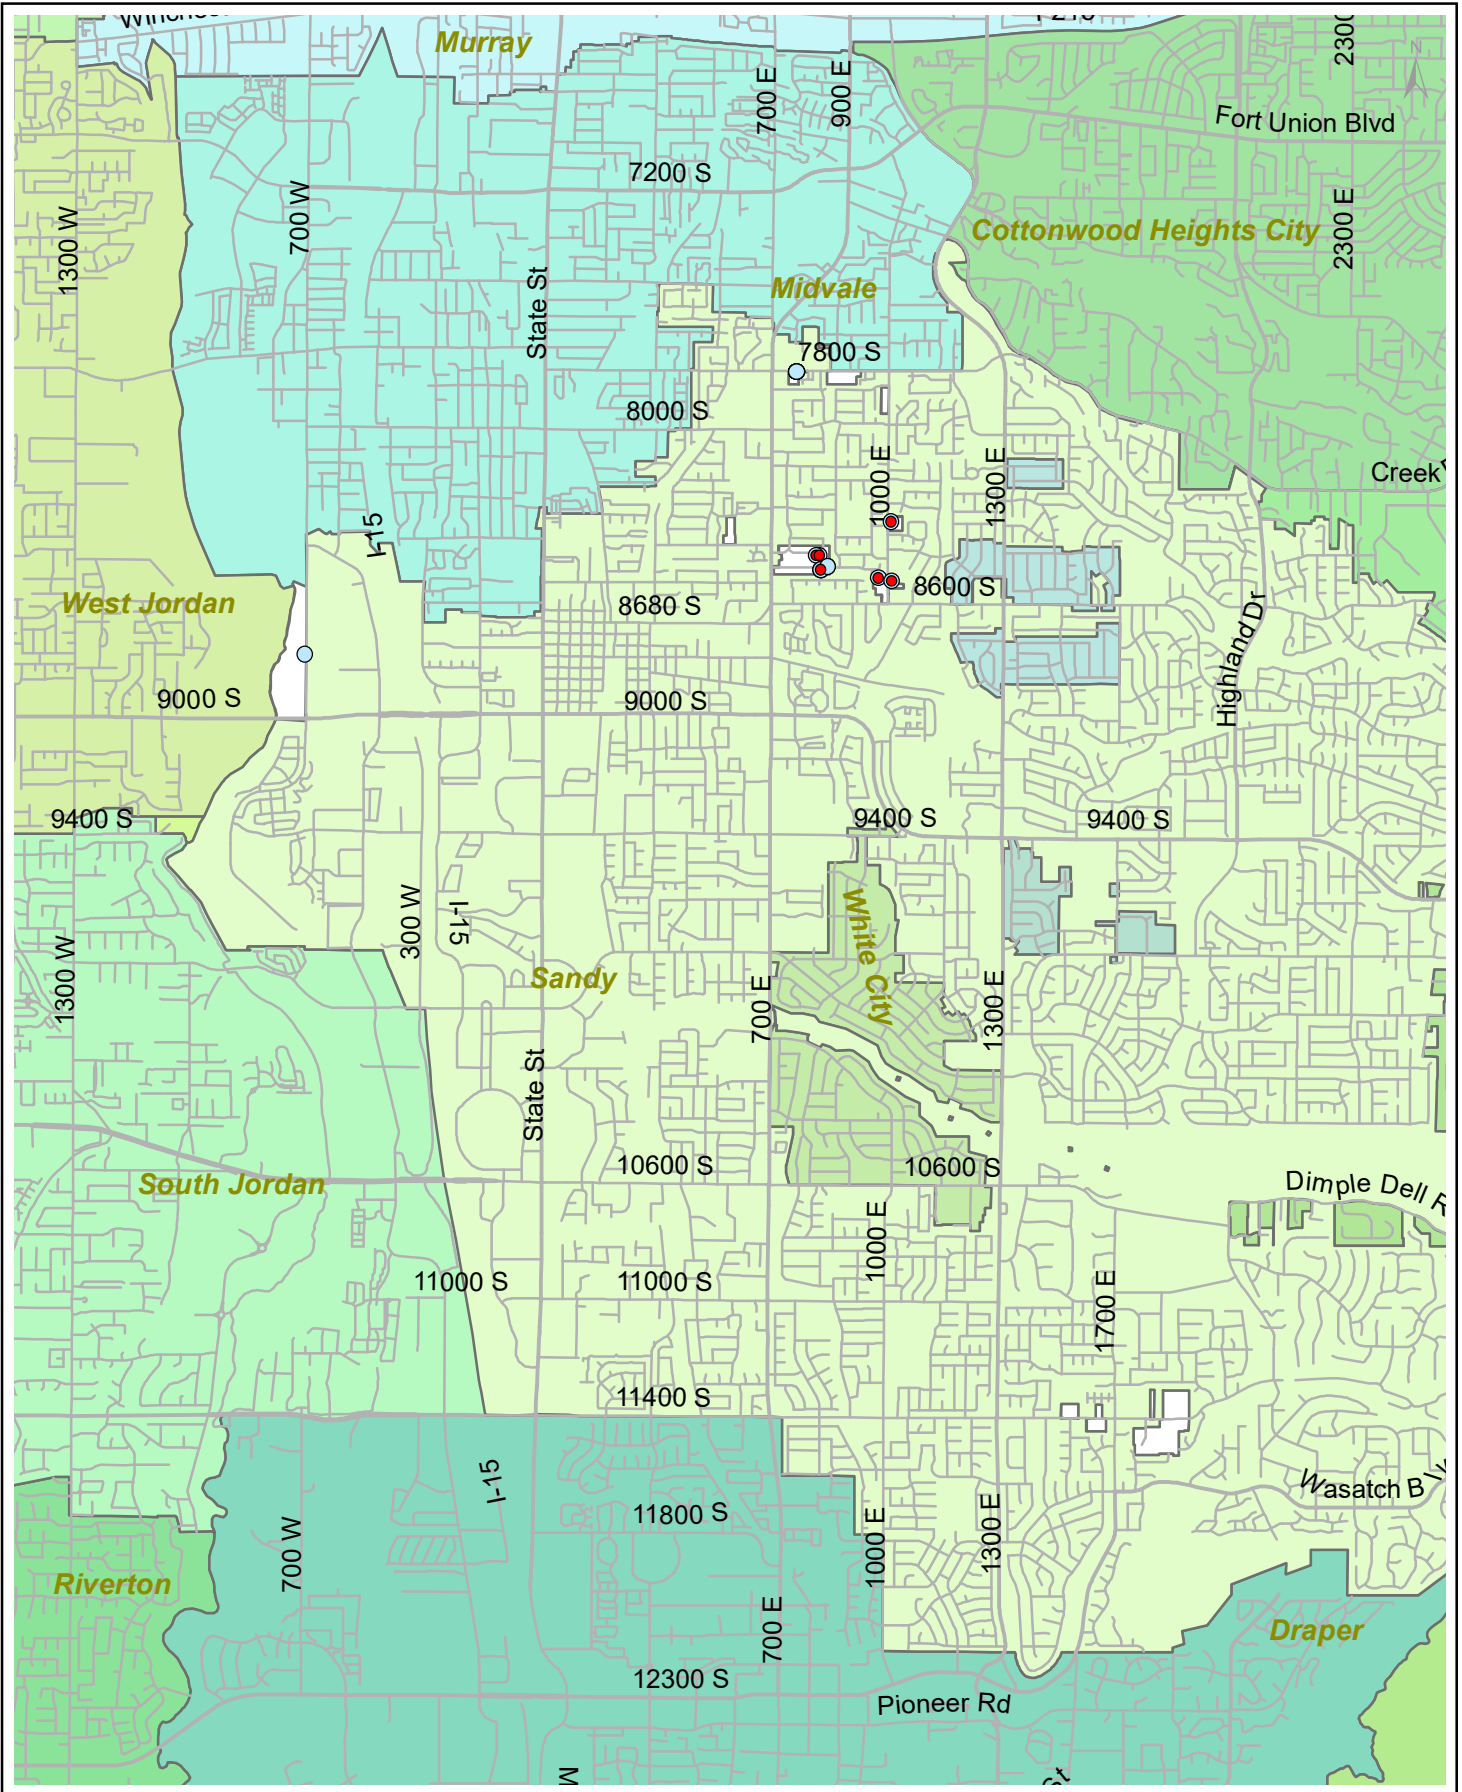 Murray
2300
700 E
900 E
Fort Union Blvd
N
7200 S
1300 W
700 W
Cottonwood Heights City
2300 E
State St
Midvale
7800 S
8000 S
1000 E
1300 E
Creek
I-15
West Jordan
8680 S
8600 S
Highland Dr
9000 S
9000 S
9400 S
9400 S
9400 S
300 W
I-15
White City
1300 W
Sandy
700 E
1300 E
State St
10600 S
10600 S
South Jordan
Dimple Dell R
1000 E
11000 S
11000 S
1700 E
11400 S
I-15
Wasatch Blv
11800 S
700 W
1000 E
1300 E
Riverton
700 E
Draper
12300 S
Pioneer Rd
M
St